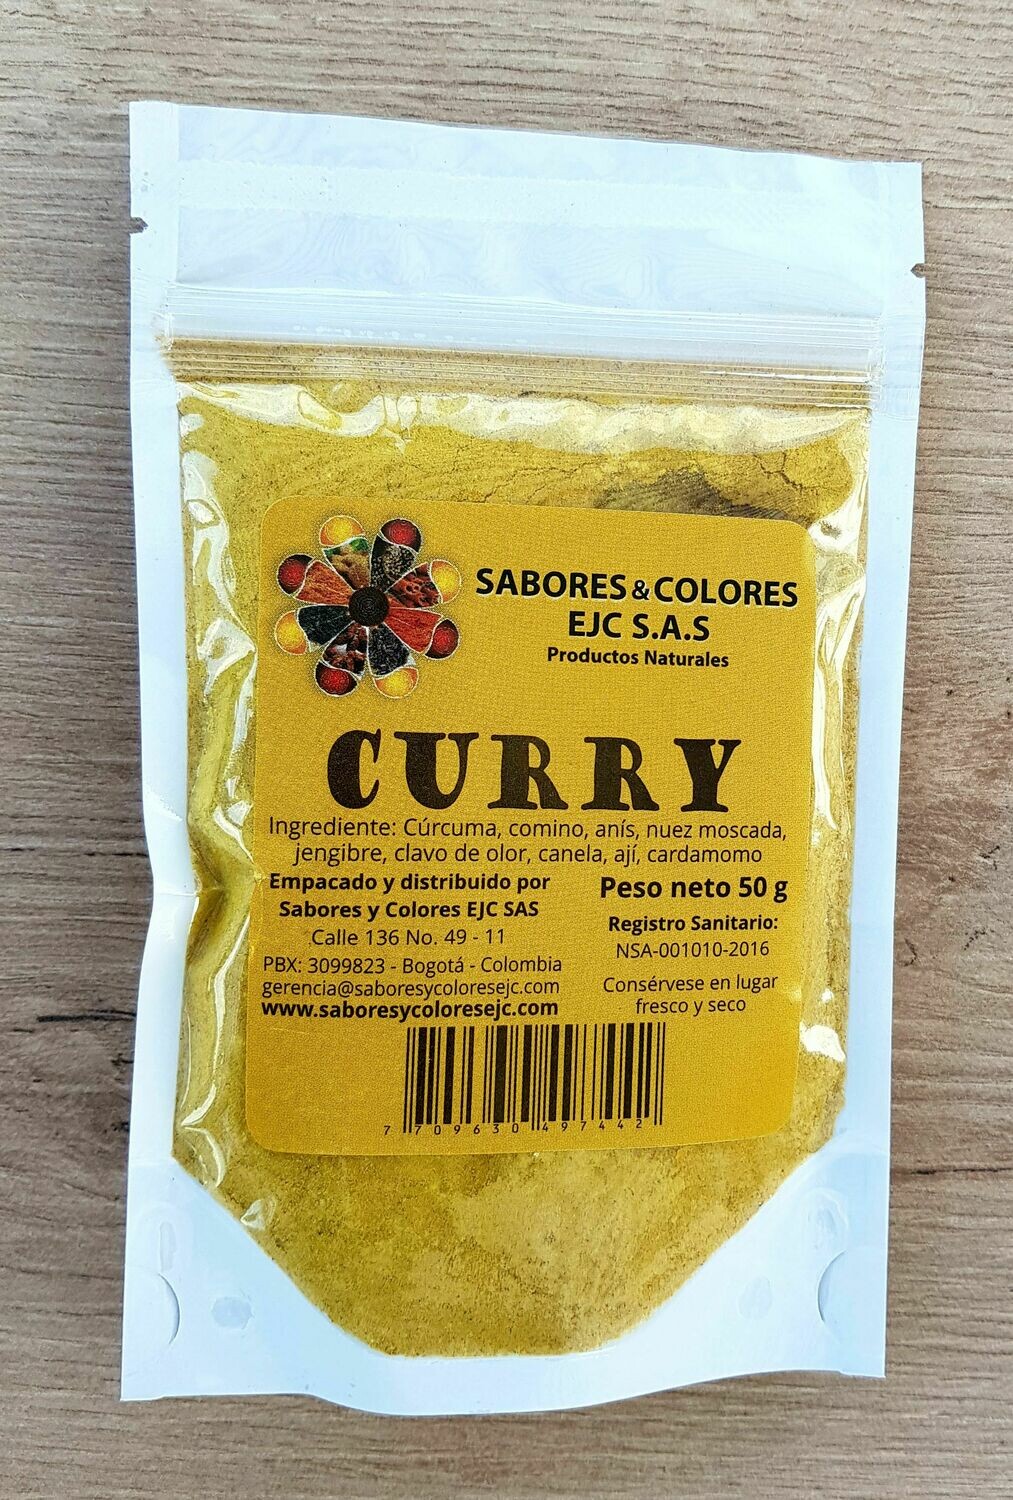 SABORES & COLORES
EJC S.A.S
Productos Naturales
CURRY
Ingrediente: Cúrcuma, comino, anís, nuez moscada,
jengibre, clavo de olor, canela, ají, cardamomo
Empacado y distribuido por
Sabores y Colores EJC SAS
Calle 136 No. 49 - 11
PBX: 3099823 - Bogotá - Colombia
gerencia@saboresycoloresejc.com
www.saboresycoloresejc.com
Peso neto 50 g
Registro Sanitario:
NSA-001010-2016
Consérvese en lugar
fresco y seco
7 709630 497442